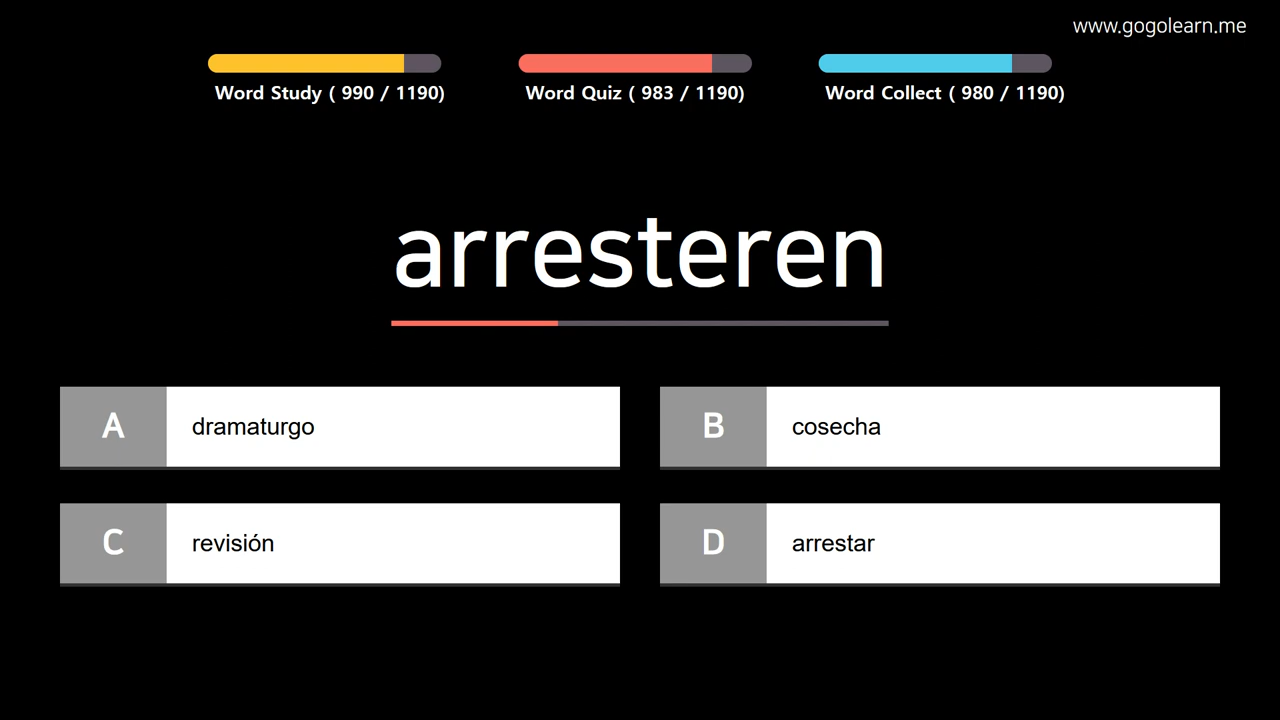 www.gogolearn.me
Word Study ( 990 / 1190)
Word Quiz ( 983 / 1190)
Word Collect ( 980 / 1190)
arresteren
A dramaturgo
B cosecha
C revisión
D arrestar